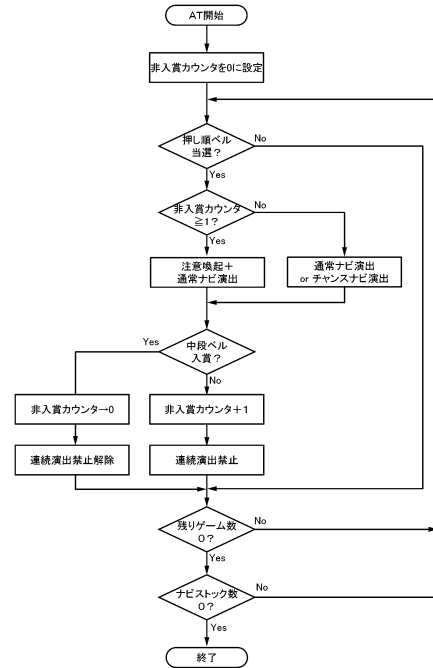 AT開始
非入賞カウンタを0に設定
押し順ベル
当選？
No
Yes
非入賞カウンタ
≧1？
No
Yes
注意喚起＋
通常ナビ演出
通常ナビ演出
or チャンスナビ演出
中段ベル
入賞？
Yes
No
非入賞カウンタ→0
非入賞カウンタ＋1
連続演出禁止解除
連続演出禁止
残りゲーム数
0？
No
Yes
ナビストック数
0？
No
Yes
終了